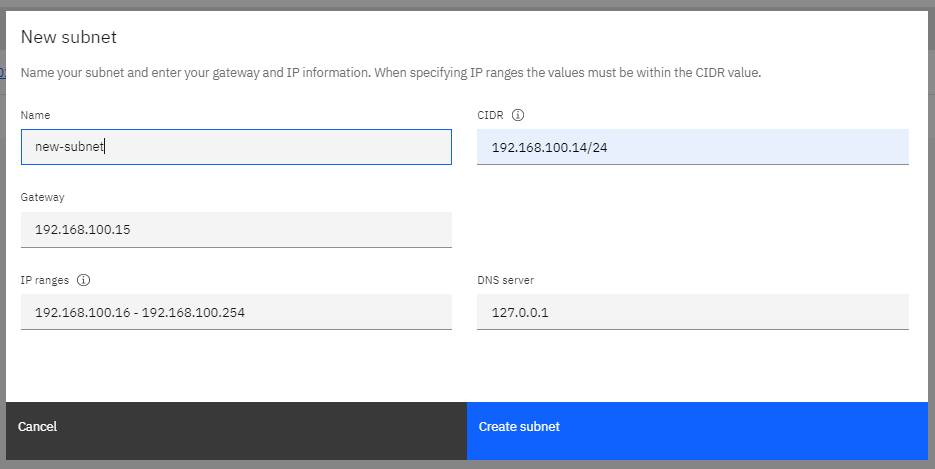 New subnet
Name your subnet and enter your gateway and IP information. When specifying IP ranges the values must be within the CIDR value.
Name
CIDR
new-subnet
192.168.100.14/24
Gateway
192.168.100.15
IP ranges
DNS server
192.168.100.16 - 192.168.100.254
127.0.0.1
Cancel
Create subnet